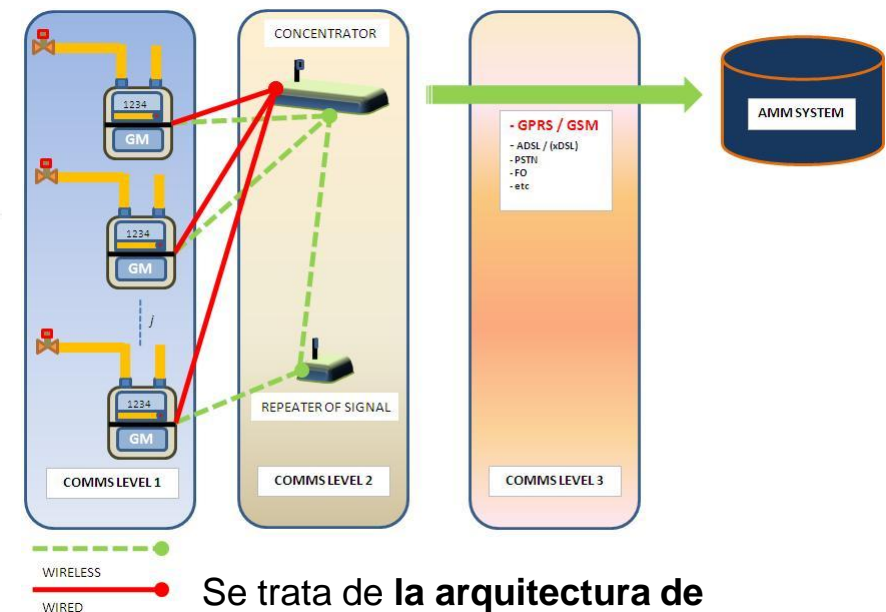 CONCENTRATOR
1234
GM
1234
GM
j
1234
GM
REPEATER OF SIGNAL
- GPRS / GSM
- ADSL / (xDSL)
- PSTN
- FO
- etc
AMM SYSTEM
COMMS LEVEL 1
COMMS LEVEL 2
COMMS LEVEL 3
WIRELESS
WIRED
Se trata de la arquitectura de